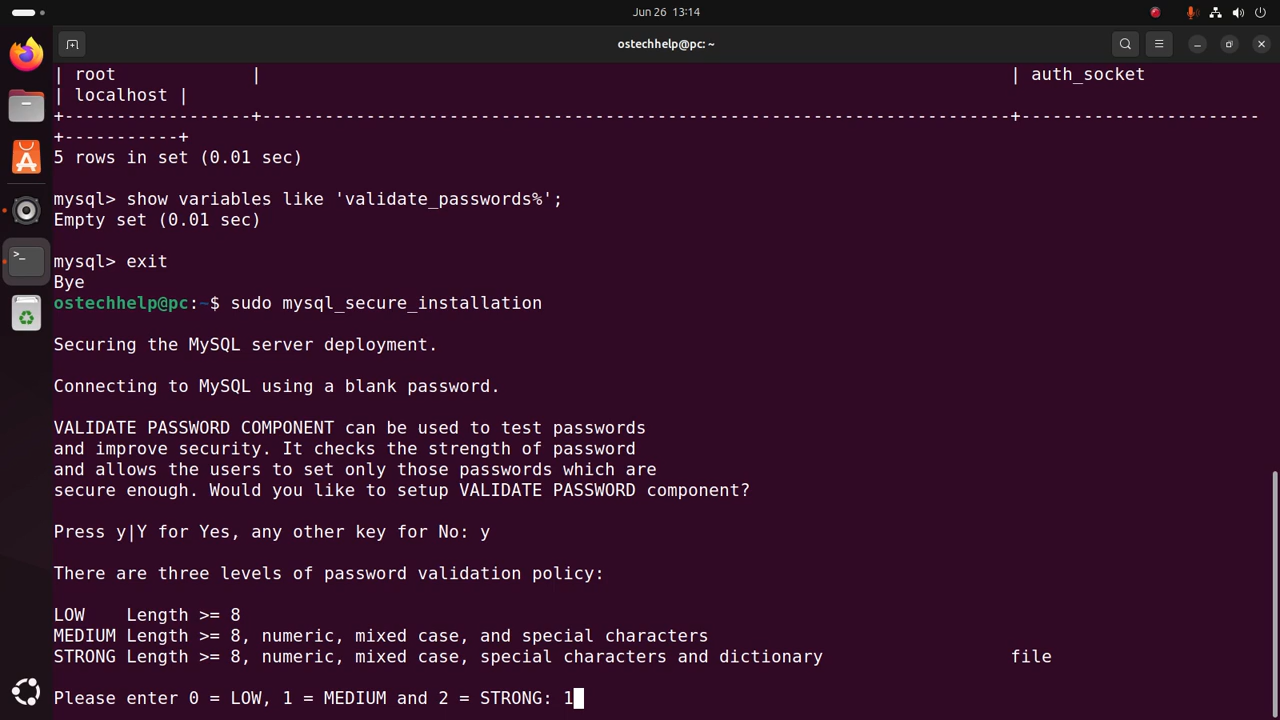 Jun 26 13:14
ostechhelp@pc: ~
| root             |                                                                        | auth_socket
| localhost |
+------------------+------------------------------------------------------------------------+-----------------------
+-----------+
5 rows in set (0.01 sec)
mysql> show variables like 'validate_passwords%';
Empty set (0.01 sec)
mysql> exit
Bye
ostechhelp@pc:~$ sudo mysql_secure_installation
Securing the MySQL server deployment.
Connecting to MySQL using a blank password.
VALIDATE PASSWORD COMPONENT can be used to test passwords
and improve security. It checks the strength of password
and allows the users to set only those passwords which are
secure enough. Would you like to setup VALIDATE PASSWORD component?
Press y|Y for Yes, any other key for No: y
There are three levels of password validation policy:
LOW    Length >= 8
MEDIUM Length >= 8, numeric, mixed case, and special characters
STRONG Length >= 8, numeric, mixed case, special characters and dictionary                  file
Please enter 0 = LOW, 1 = MEDIUM and 2 = STRONG: 1